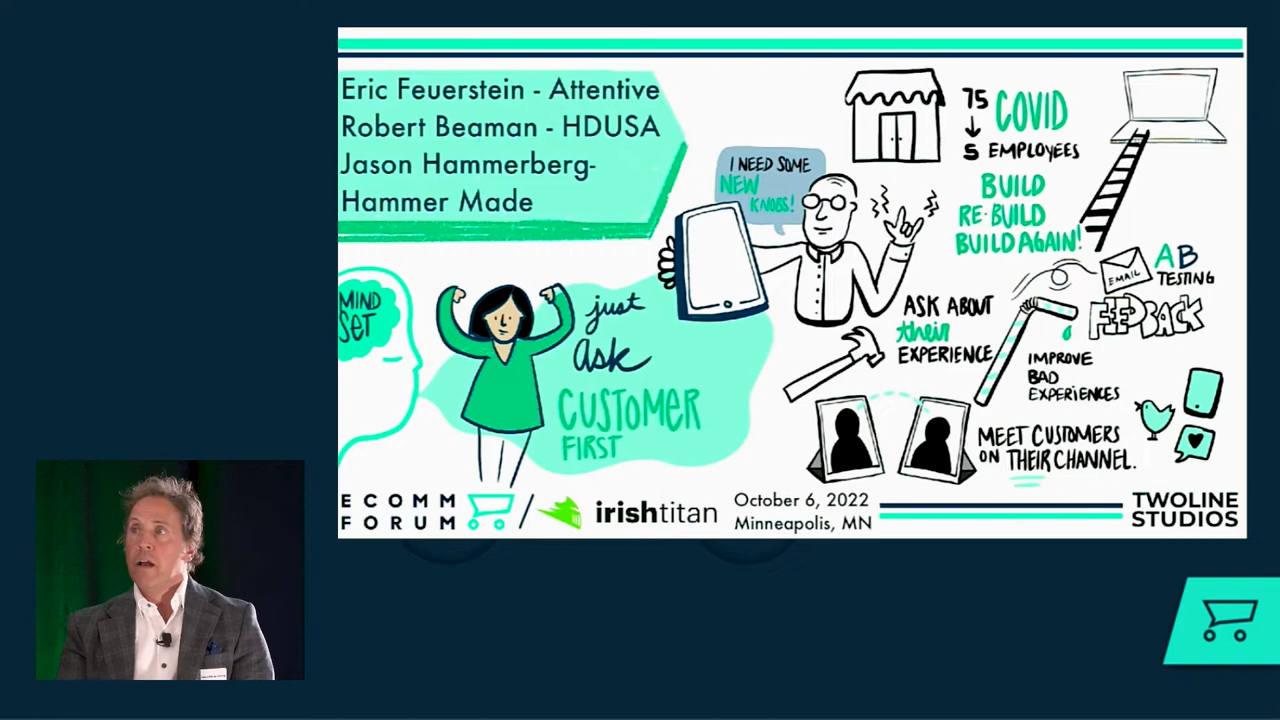 Eric Feuerstein - Attentive
Robert Beaman - HDUSA
Jason Hammerberg-
Hammer Made
MIND
SET
just
ask
CUSTOMER
FIRST
I NEED SOME
NEW
KNOBS!
75
COVID
5 EMPLOYEES
BUILD
RE-BUILD
BUILD AGAIN!
EMAIL
AB
TESTING
FEEDBACK
ASK ABOUT
their
EXPERIENCE
IMPROVE
BAD
EXPERIENCES
MEET CUSTOMERS
ON THEIR CHANNEL.
ECOMM
FORUM
irishtitan
October 6, 2022
Minneapolis, MN
TWOLINE
STUDIOS